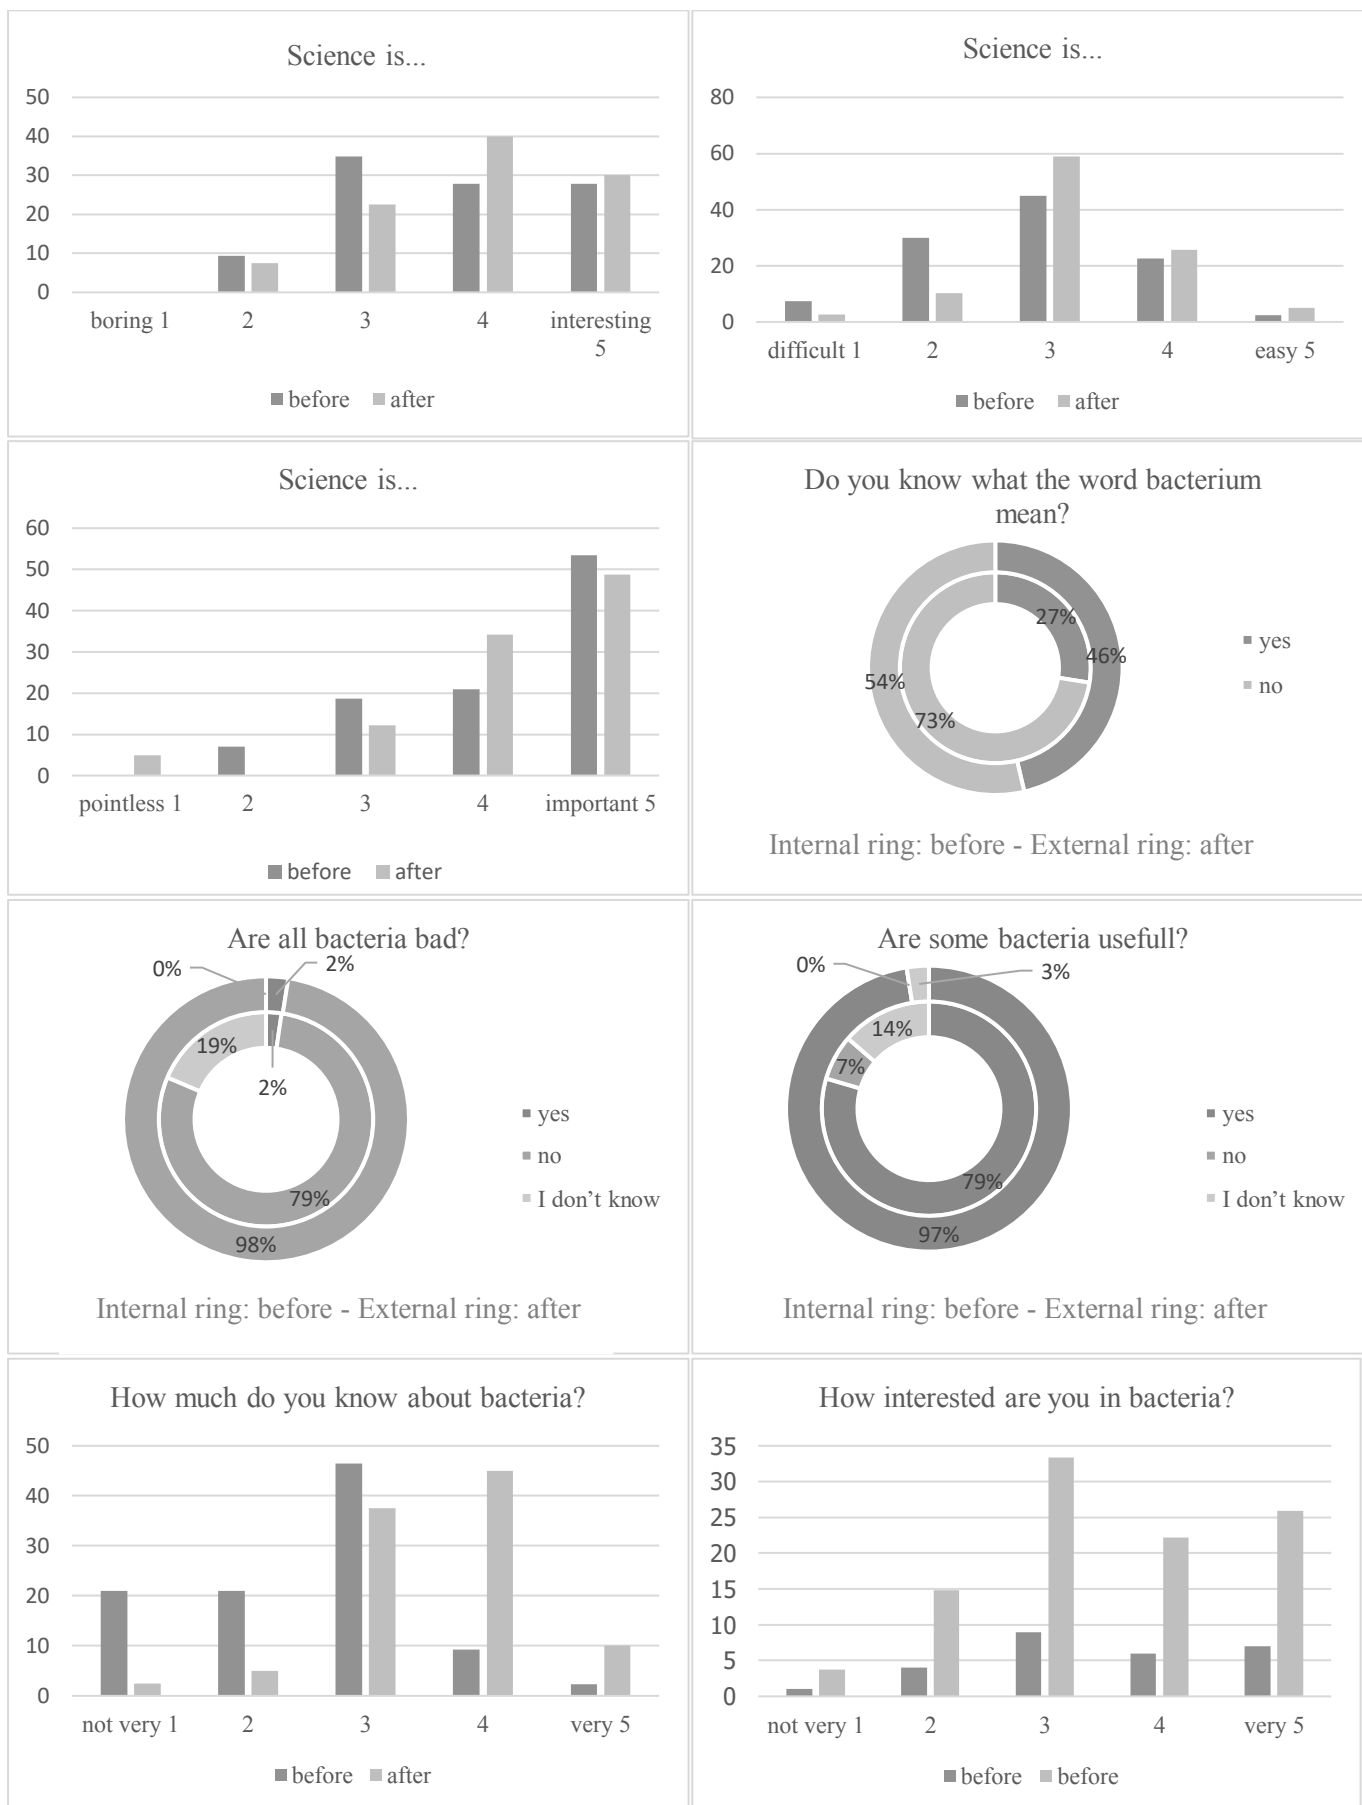 Science is...
50
40
30
20
10
0
boring 1 2 3 4 interesting
5
before after
Science is...
80
60
40
20
0
difficult 1 2 3 4 easy 5
before after
Science is...
60
50
40
30
20
10
0
pointless 1 2 3 4 important 5
before after
Do you know what the word bacterium
mean?
27%
46%
54%
73%
yes
no
Internal ring: before - External ring: after
Are all bacteria bad?
0% 2%
19%
2%
79%
98%
yes
no
I don’t know
Internal ring: before - External ring: after
Are some bacteria usefull?
0% 3%
14%
7%
79%
97%
yes
no
I don’t know
Internal ring: before - External ring: after
How much do you know about bacteria?
50
40
30
20
10
0
not very 1 2 3 4 very 5
before after
How interested are you in bacteria?
35
30
25
20
15
10
5
0
not very 1 2 3 4 very 5
before before